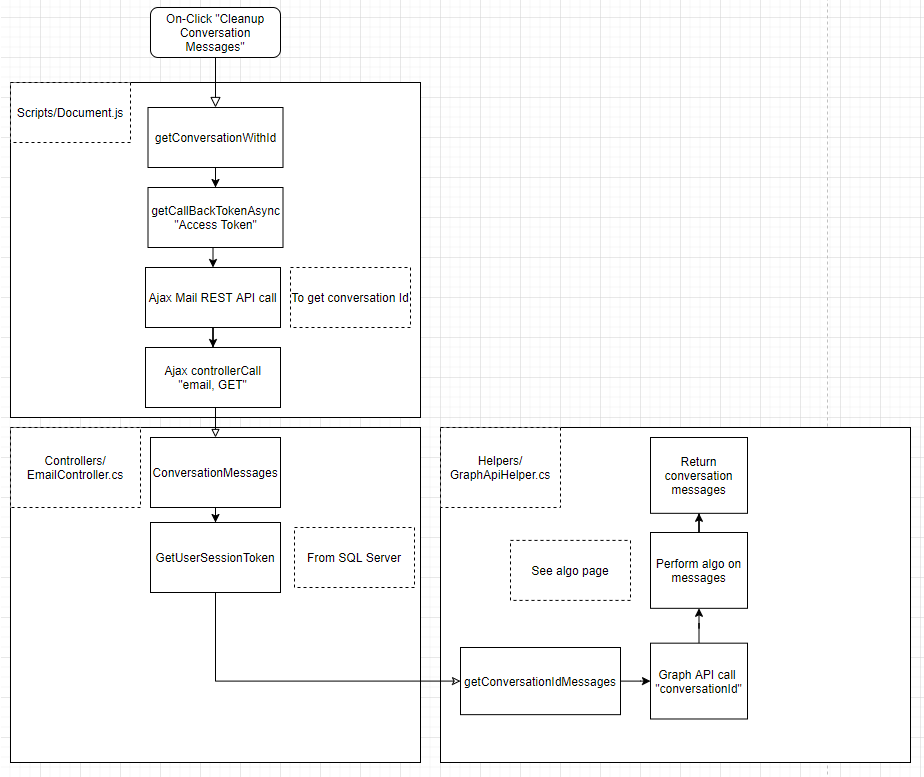 On-Click "Cleanup
Conversation
Messages"
Scripts/Document.js
getConversationWithId
getCallBackTokenAsync
"Access Token"
Ajax Mail REST API call
To get conversation Id
Ajax controllerCall
"email, GET"
Controllers/
EmailController.cs
ConversationMessages
GetUserSessionToken
From SQL Server
Helpers/
GraphApiHelper.cs
Return
conversation
messages
See algo page
Perform algo on
messages
getConversationIdMessages
Graph API call
"conversationId"